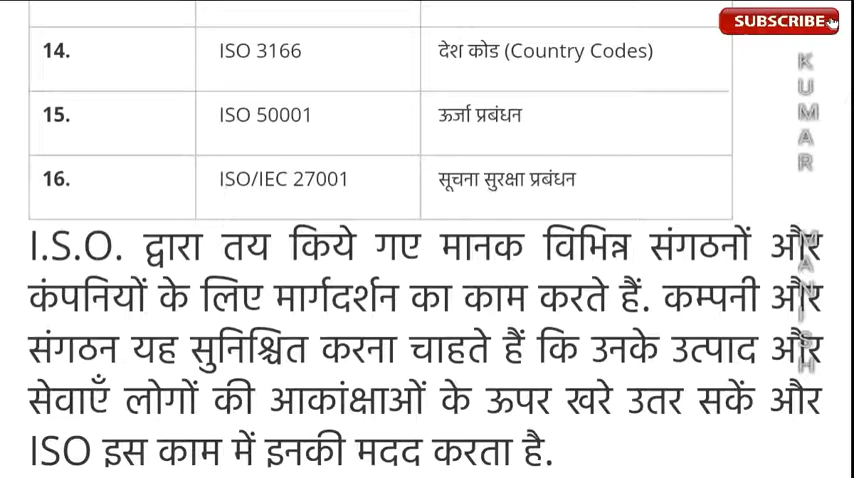 SUBSCRIBE
14. ISO 3166 देश कोड (Country Codes)
15. ISO 50001 ऊर्जा प्रबंधन
16. ISO/IEC 27001 सूचना सुरक्षा प्रबंधन
I.S.O. द्वारा तय किये गए मानक विभिन्न संगठनों और
कंपनियों के लिए मार्गदर्शन का काम करते हैं. कम्पनी और
संगठन यह सुनिश्चित करना चाहते हैं कि उनके उत्पाद और
सेवाएँ लोगों की आकांक्षाओं के ऊपर खरे उतर सकें और
ISO इस काम में इनकी मदद करता है.
KUMAR
MANISH